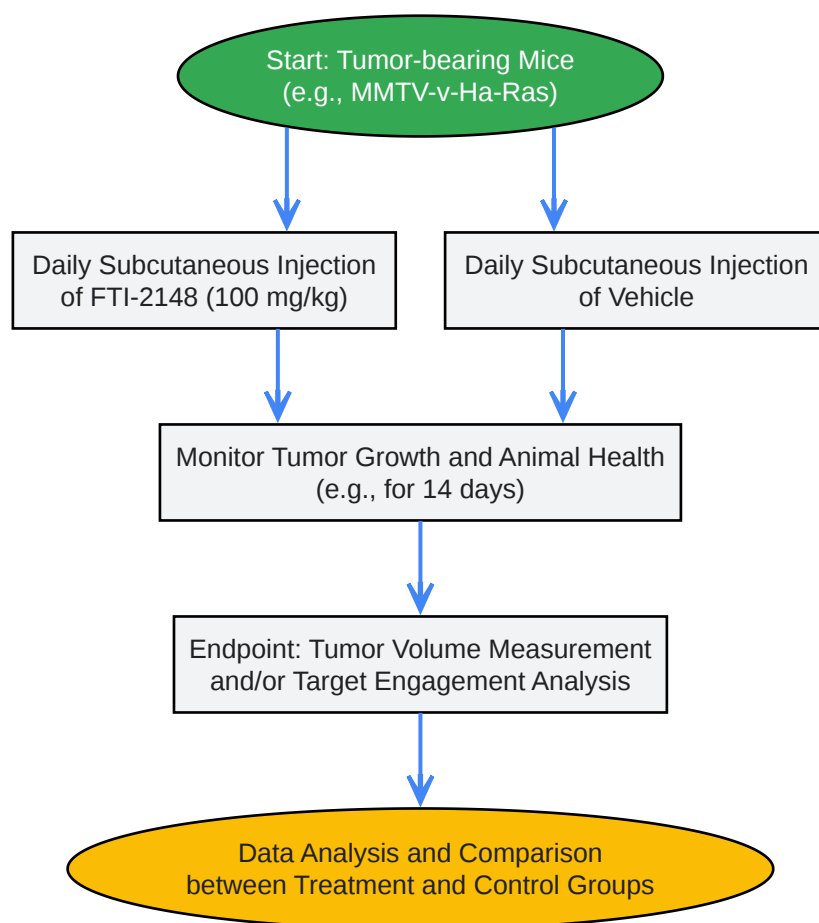 Start: Tumor-bearing Mice
(e.g., MMTV-v-Ha-Ras)
Daily Subcutaneous Injection
of FTI-2148 (100 mg/kg)
Daily Subcutaneous Injection
of Vehicle
Monitor Tumor Growth and Animal Health
(e.g., for 14 days)
Endpoint: Tumor Volume Measurement
and/or Target Engagement Analysis
Data Analysis and Comparison
between Treatment and Control Groups